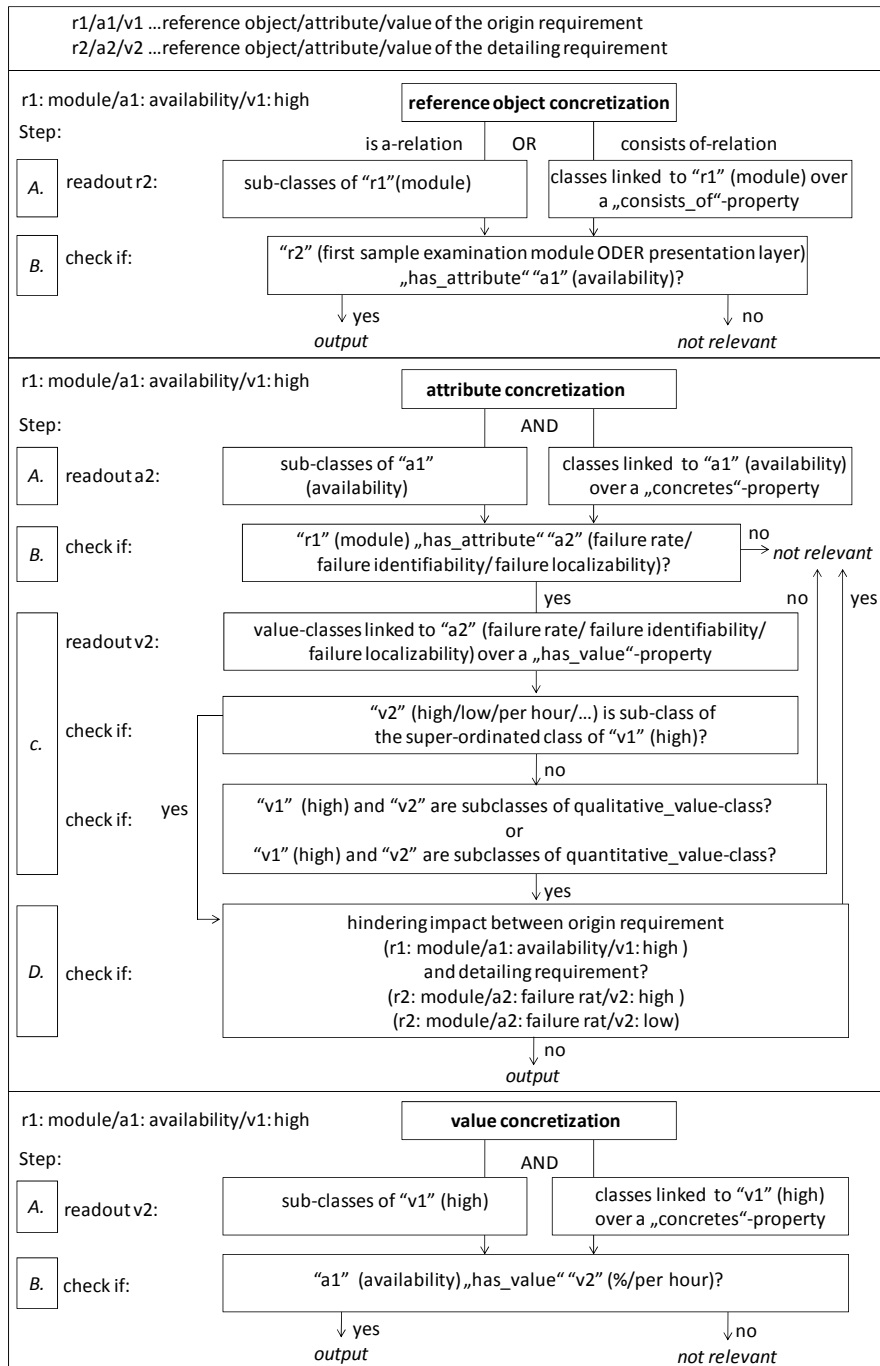 r1/a1/v1 ...reference object/attribute/value of the origin requirement
r2/a2/v2 ...reference object/attribute/value of the detailing requirement
r1: module/a1: availability/v1: high
reference object concretization
Step:
is a-relation OR consists of-relation
A. readout r2:
sub-classes of “r1”(module)
classes linked to “r1” (module) over
a „consists_of“-property
B. check if:
“r2” (first sample examination module ODER presentation layer)
„has_attribute“ “a1” (availability)?
yes
no
output
not relevant
r1: module/a1: availability/v1: high
attribute concretization
Step:
AND
A. readout a2:
sub-classes of “a1”
(availability)
classes linked to “a1” (availability)
over a „concretes“-property
B. check if:
“r1” (module) „has_attribute“ “a2” (failure rate/
failure identifiability/ failure localizability)?
no
not relevant
yes
no
yes
C.
readout v2:
value-classes linked to “a2” (failure rate/ failure identifiability/
failure localizability) over a „has_value“-property
check if:
“v2” (high/low/per hour/...) is sub-class of
the super-ordinated class of “v1” (high)?
no
yes
check if:
“v1” (high) and “v2” are subclasses of qualitative_value-class?
or
“v1” (high) and “v2” are subclasses of quantitative_value-class?
yes
D. check if:
hindering impact between origin requirement
(r1: module/a1: availability/v1: high )
and detailing requirement?
(r2: module/a2: failure rat/v2: high )
(r2: module/a2: failure rat/v2: low)
no
output
r1: module/a1: availability/v1: high
value concretization
Step:
AND
A. readout v2:
sub-classes of “v1” (high)
classes linked to “v1” (high)
over a „concretes“-property
B. check if:
“a1” (availability) „has_value“ “v2” (%/per hour)?
yes
no
output
not relevant